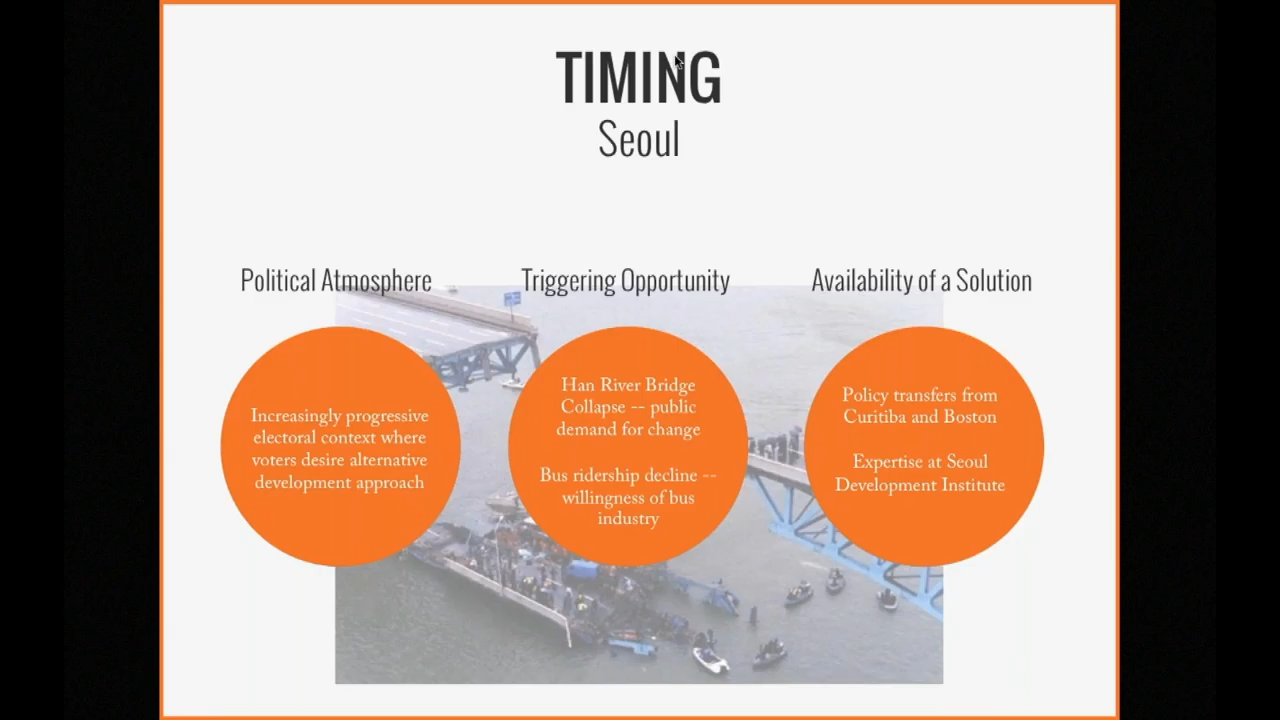 TIMING
Seoul
Political Atmosphere
Increasingly progressive
electoral context where
voters desire alternative
development approach
Triggering Opportunity
Han River Bridge
Collapse -- public
demand for change
Bus ridership decline --
willingness of bus
industry
Availability of a Solution
Policy transfers from
Curitiba and Boston
Expertise at Seoul
Development Institute